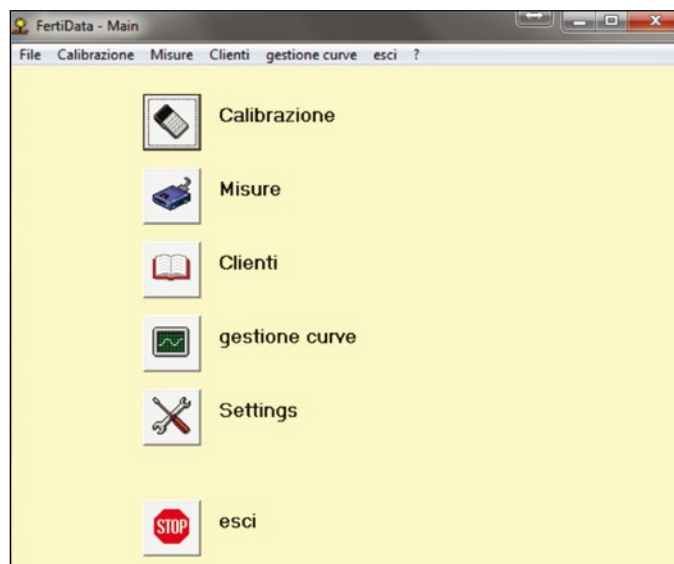 FertiData - Main
File Calibrazione Misure Clienti gestione curve esci ?
Calibrazione
Misure
Clienti
gestione curve
Settings
STOP esci